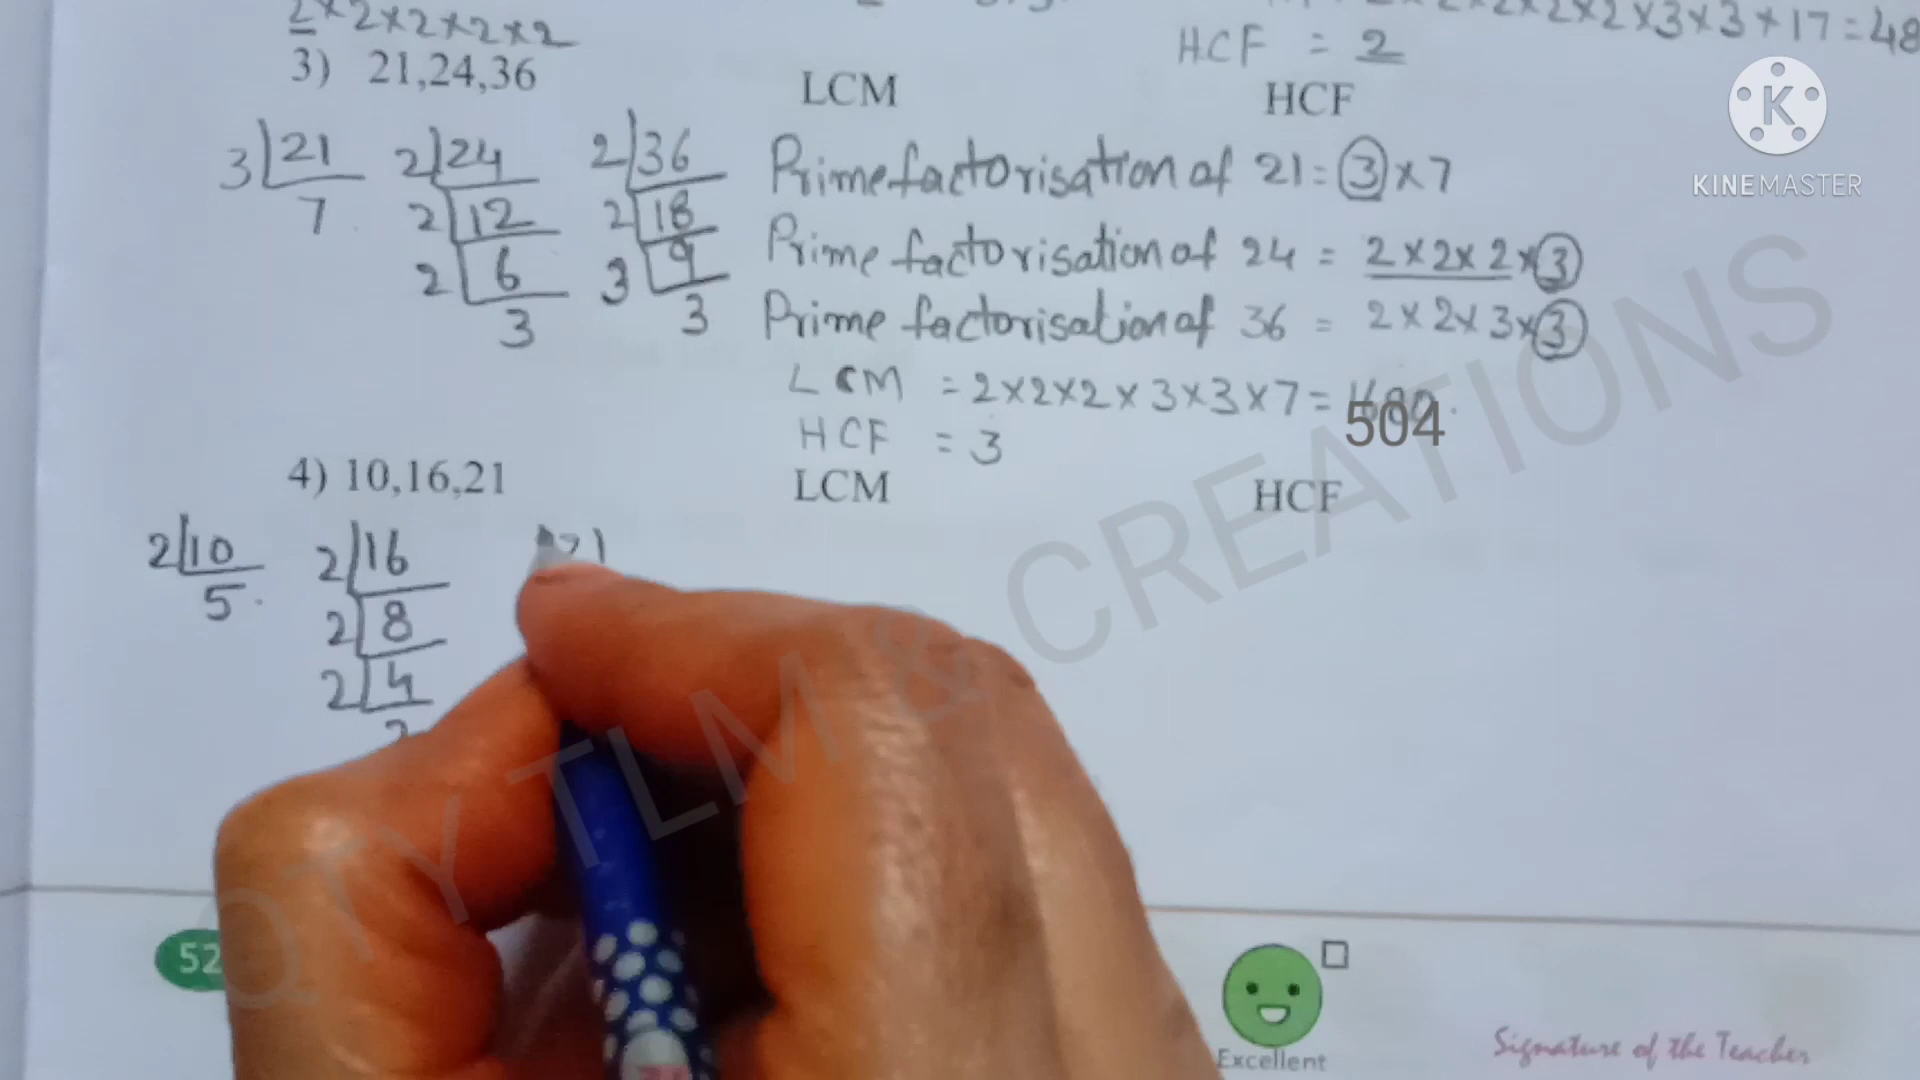 2×2×2×2×2
HCF = 2
×2×2×3×3×17=48
3) 21,24,36 LCM HCF
K
KINEMASTER
3 21 2 24 2 36 Prime factorisation of 21 = 3 × 7
7 2 12 2 18 Prime factorisation of 24 = 2 × 2 × 2 × 3
2 6 3 9
3 3 Prime factorisation of 36 = 2 × 2 × 3 × 3
LCM = 2×2×2×3×3×7= 504
HCF = 3
4) 10,16,21 LCM HCF
2 10 2 16 21
5 2 8
2 4
2
QTY TLM & CREATIONS
52
Excellent
Signature of the Teacher